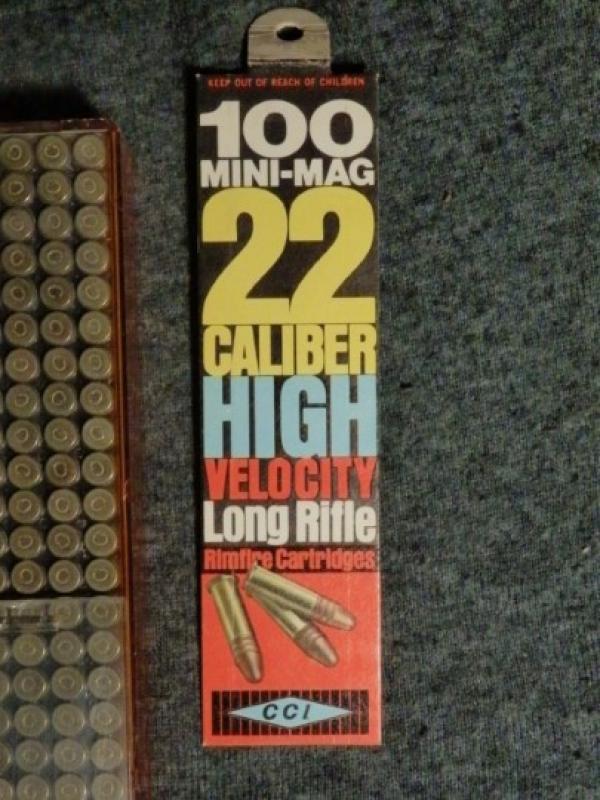 KEEP OUT OF REACH OF CHILDREN
100
MINI-MAG
22
CALIBER
HIGH
VELOCITY
Long Rifle
Rimfire Cartridges
CCI